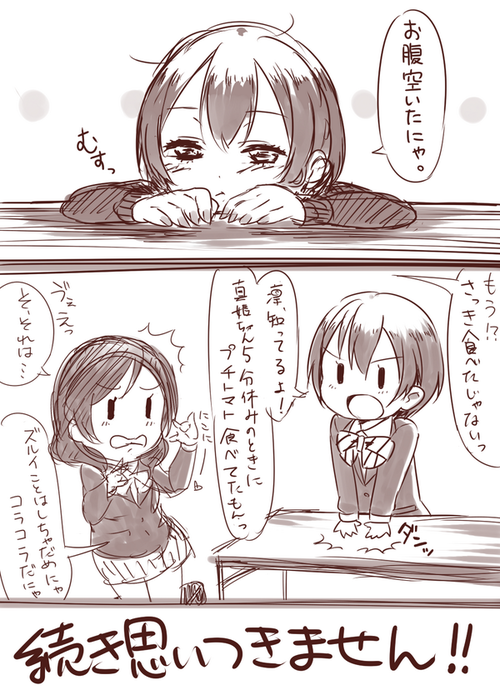 お腹空いたにゃ。
むすっ
もう!?
さっき食べたじゃないっ
凛、知ってるよ!
真姫ちゃん5分休みのときに
プチトマト食べてたもんっ
ダンッ
ヴェえっ
そ、それは…
にこにこ
ズルイことはしちゃだめにゃ
コラコラだにゃ
続き思いつきません!!